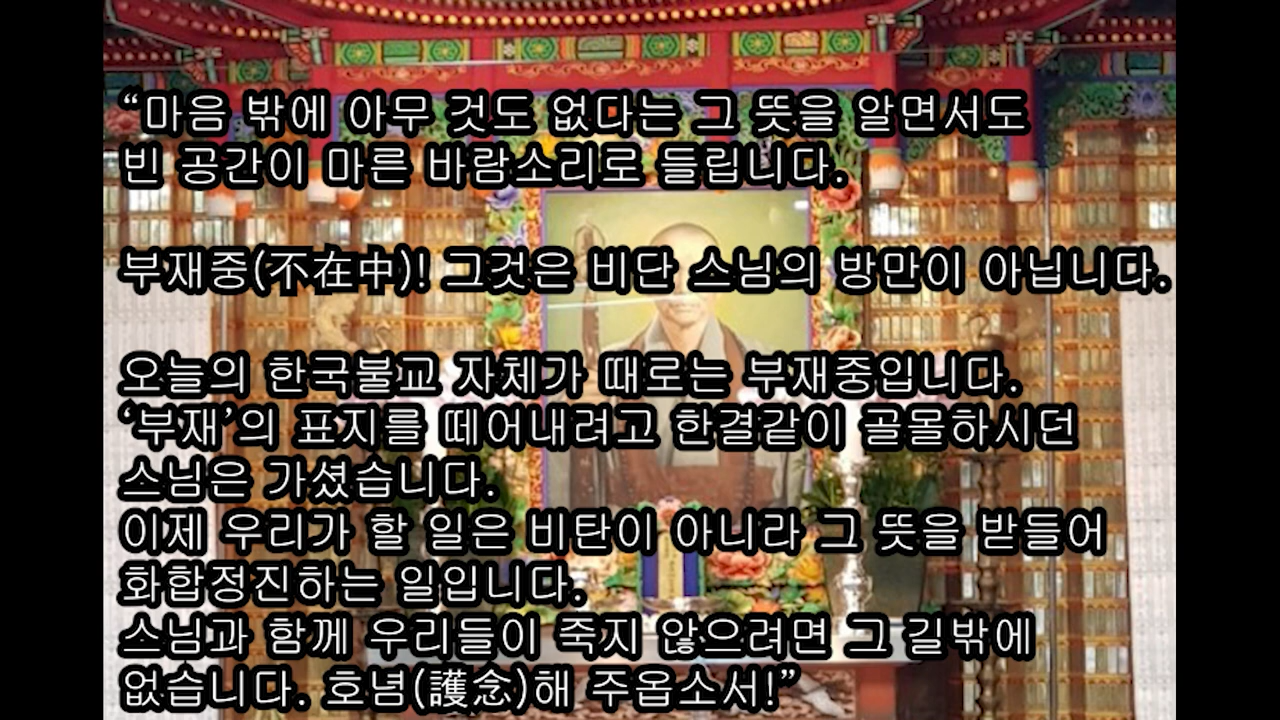 “마음 밖에 아무 것도 없다는 그 뜻을 알면서도
빈 공간이 마른 바람소리로 들립니다.
부재중(不在中)! 그것은 비단 스님의 방만이 아닙니다.
오늘의 한국불교 자체가 때로는 부재중입니다.
‘부재’의 표지를 떼어내려고 한결같이 골몰하시던
스님은 가셨습니다.
이제 우리가 할 일은 비탄이 아니라 그 뜻을 받들어
화합정진하는 일입니다.
스님과 함께 우리들이 죽지 않으려면 그 길밖에
없습니다. 호념(護念)해 주옵소서!”